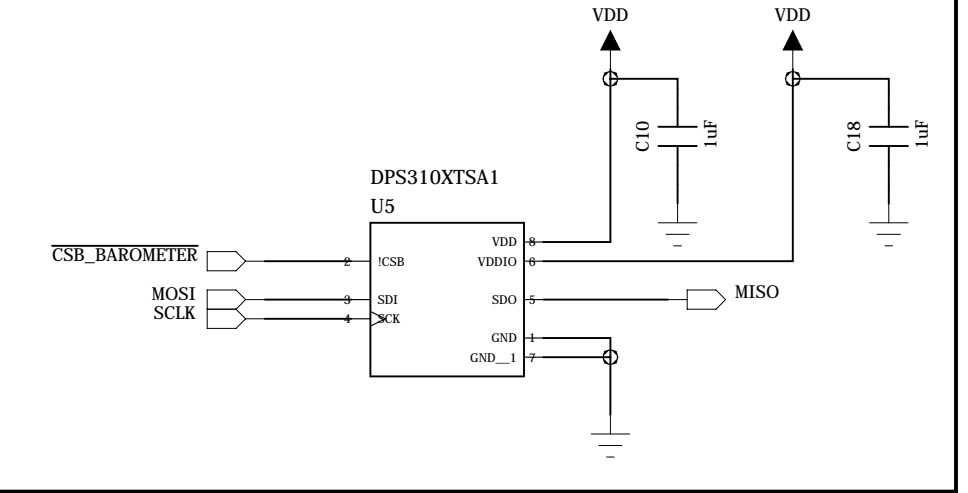 VDD
VDD
C10
1uF
C18
1uF
DPS310XTSA1
U5
VDD 8
CSB_BAROMETER
2 !CSB
VDDIO 6
MOSI
3 SDI
SDO 5
MISO
SCLK
4 SCK
GND 1
GND__1 7